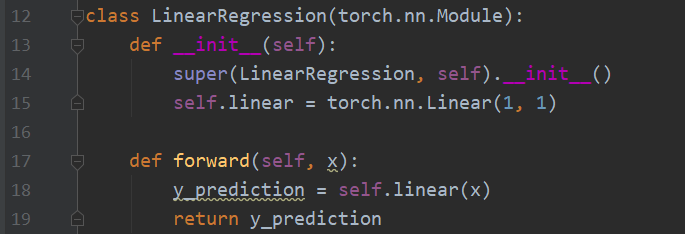 12 class LinearRegression(torch.nn.Module):
13     def __init__(self):
14         super(LinearRegression, self).__init__()
15         self.linear = torch.nn.Linear(1, 1)
16
17     def forward(self, x):
18         y_prediction = self.linear(x)
19         return y_prediction